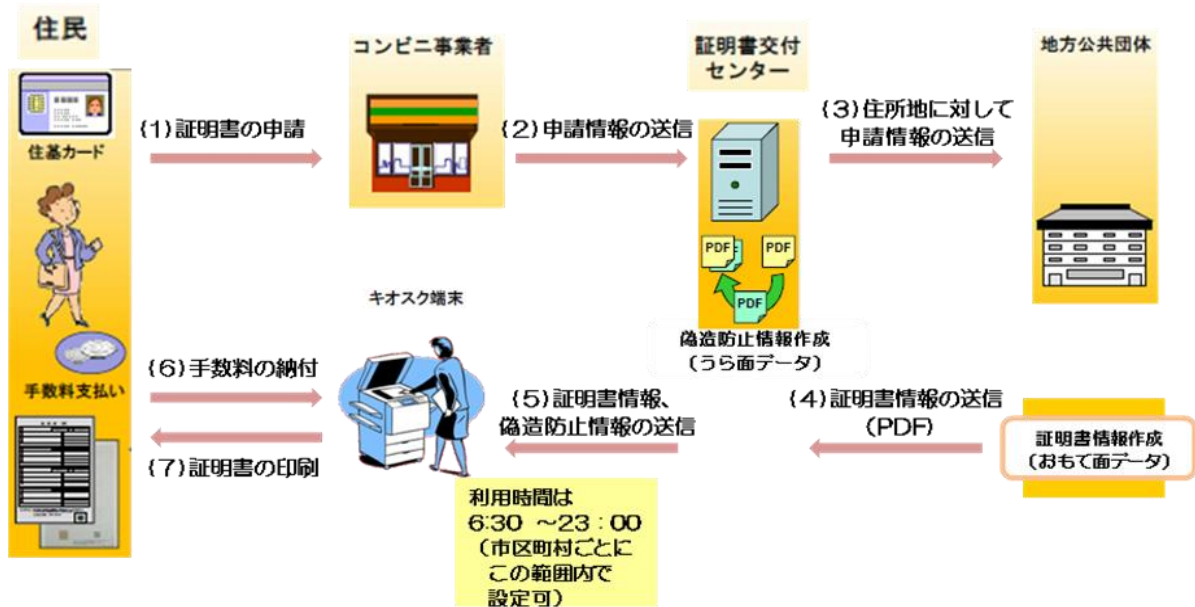 住民
コンビニ事業者
証明書交付
センター
地方公共団体
住基カード
(1)証明書の申請
(2)申請情報の送信
(3)住所地に対して
申請情報の送信
PDF
PDF
PDF
偽造防止情報作成
(うら面データ)
キオスク端末
手数料支払い
(6)手数料の納付
(7)証明書の印刷
(5)証明書情報、
偽造防止情報の送信
(4)証明書情報の送信
(PDF)
証明書情報作成
(おもて面データ)
利用時間は
6:30 ~23:00
(市区町村ごとに
この範囲内で
設定可)